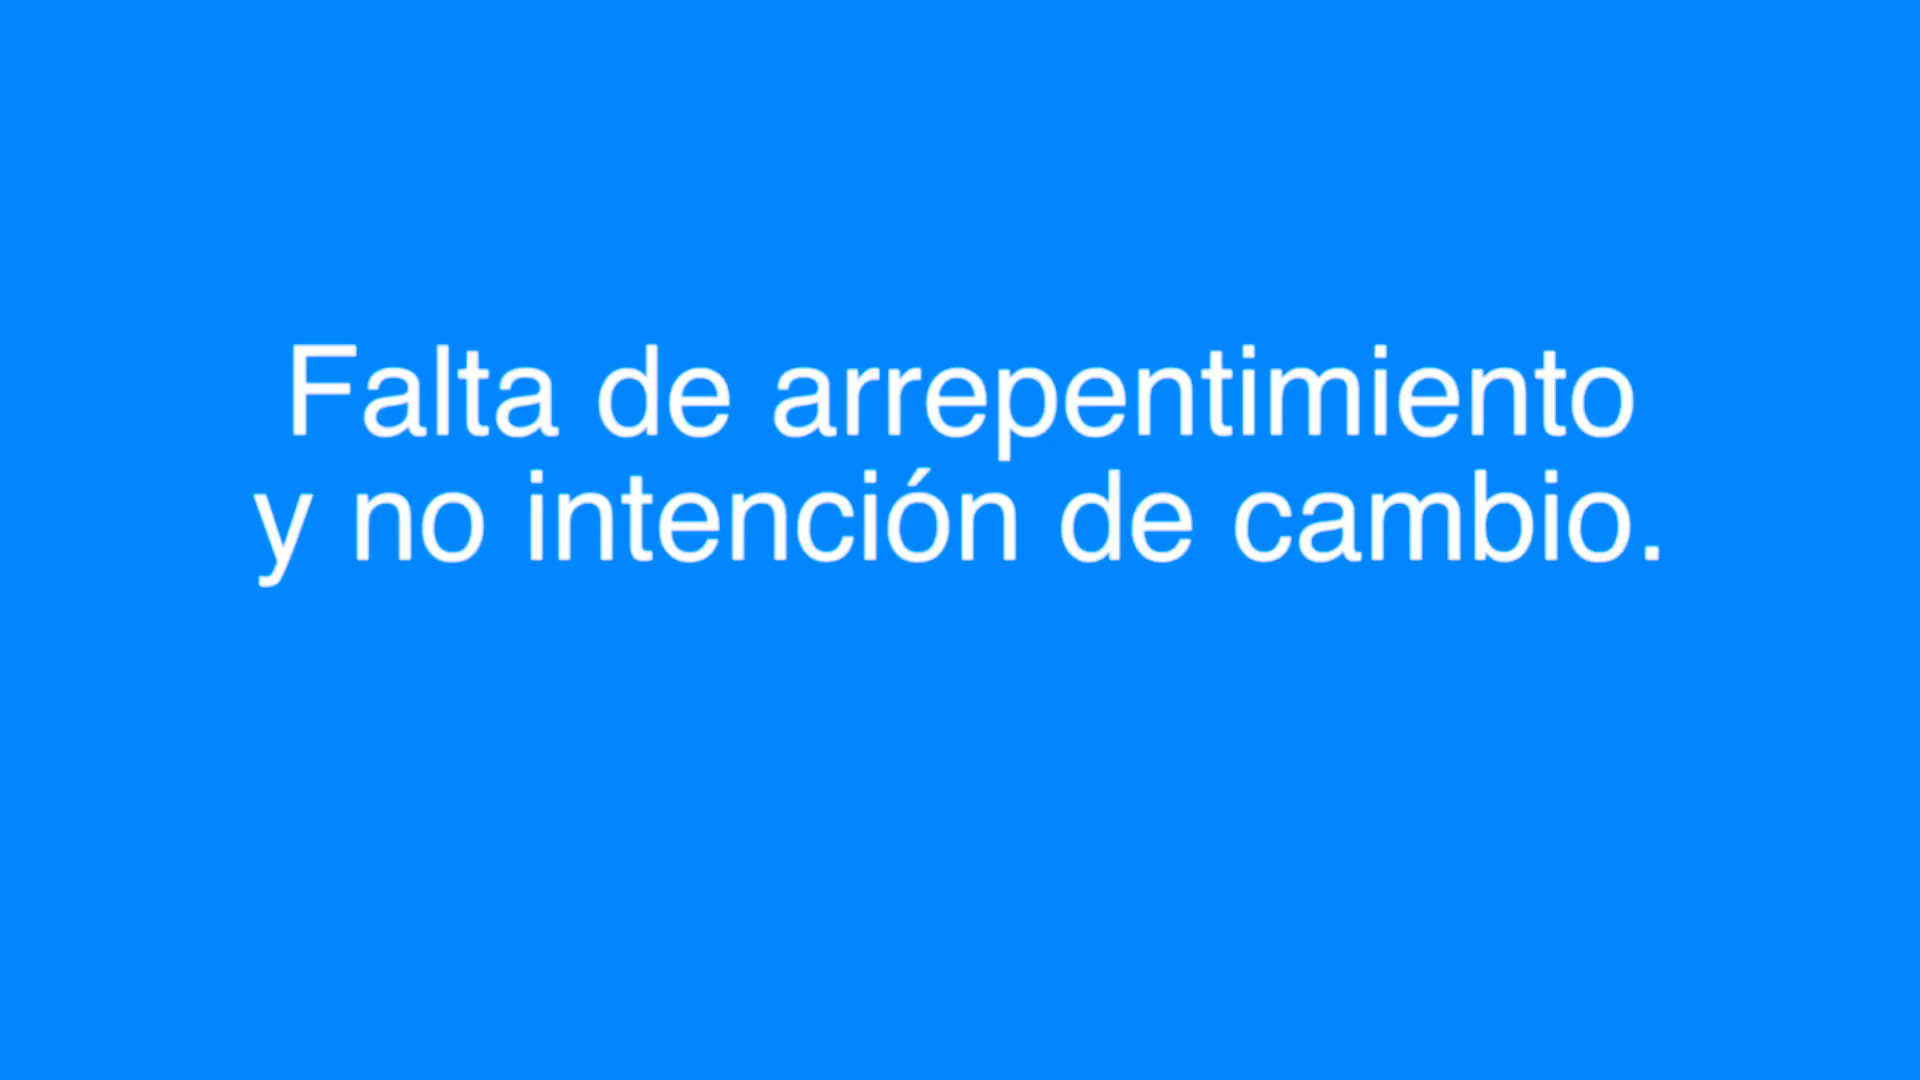 Falta de arrepentimiento
y no intención de cambio.